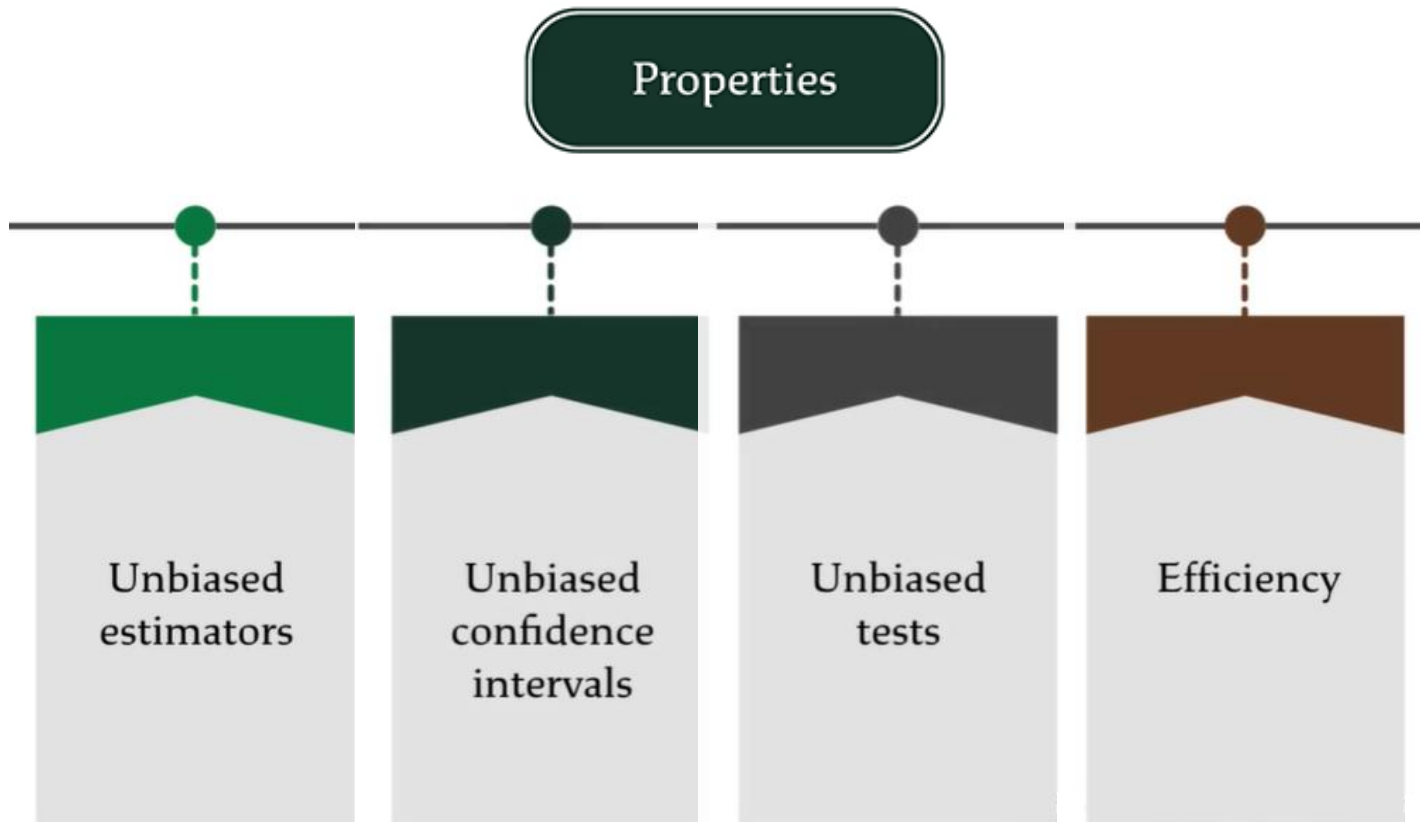 Properties
Unbiased
estimators
Unbiased
confidence
intervals
Unbiased
tests
Efficiency